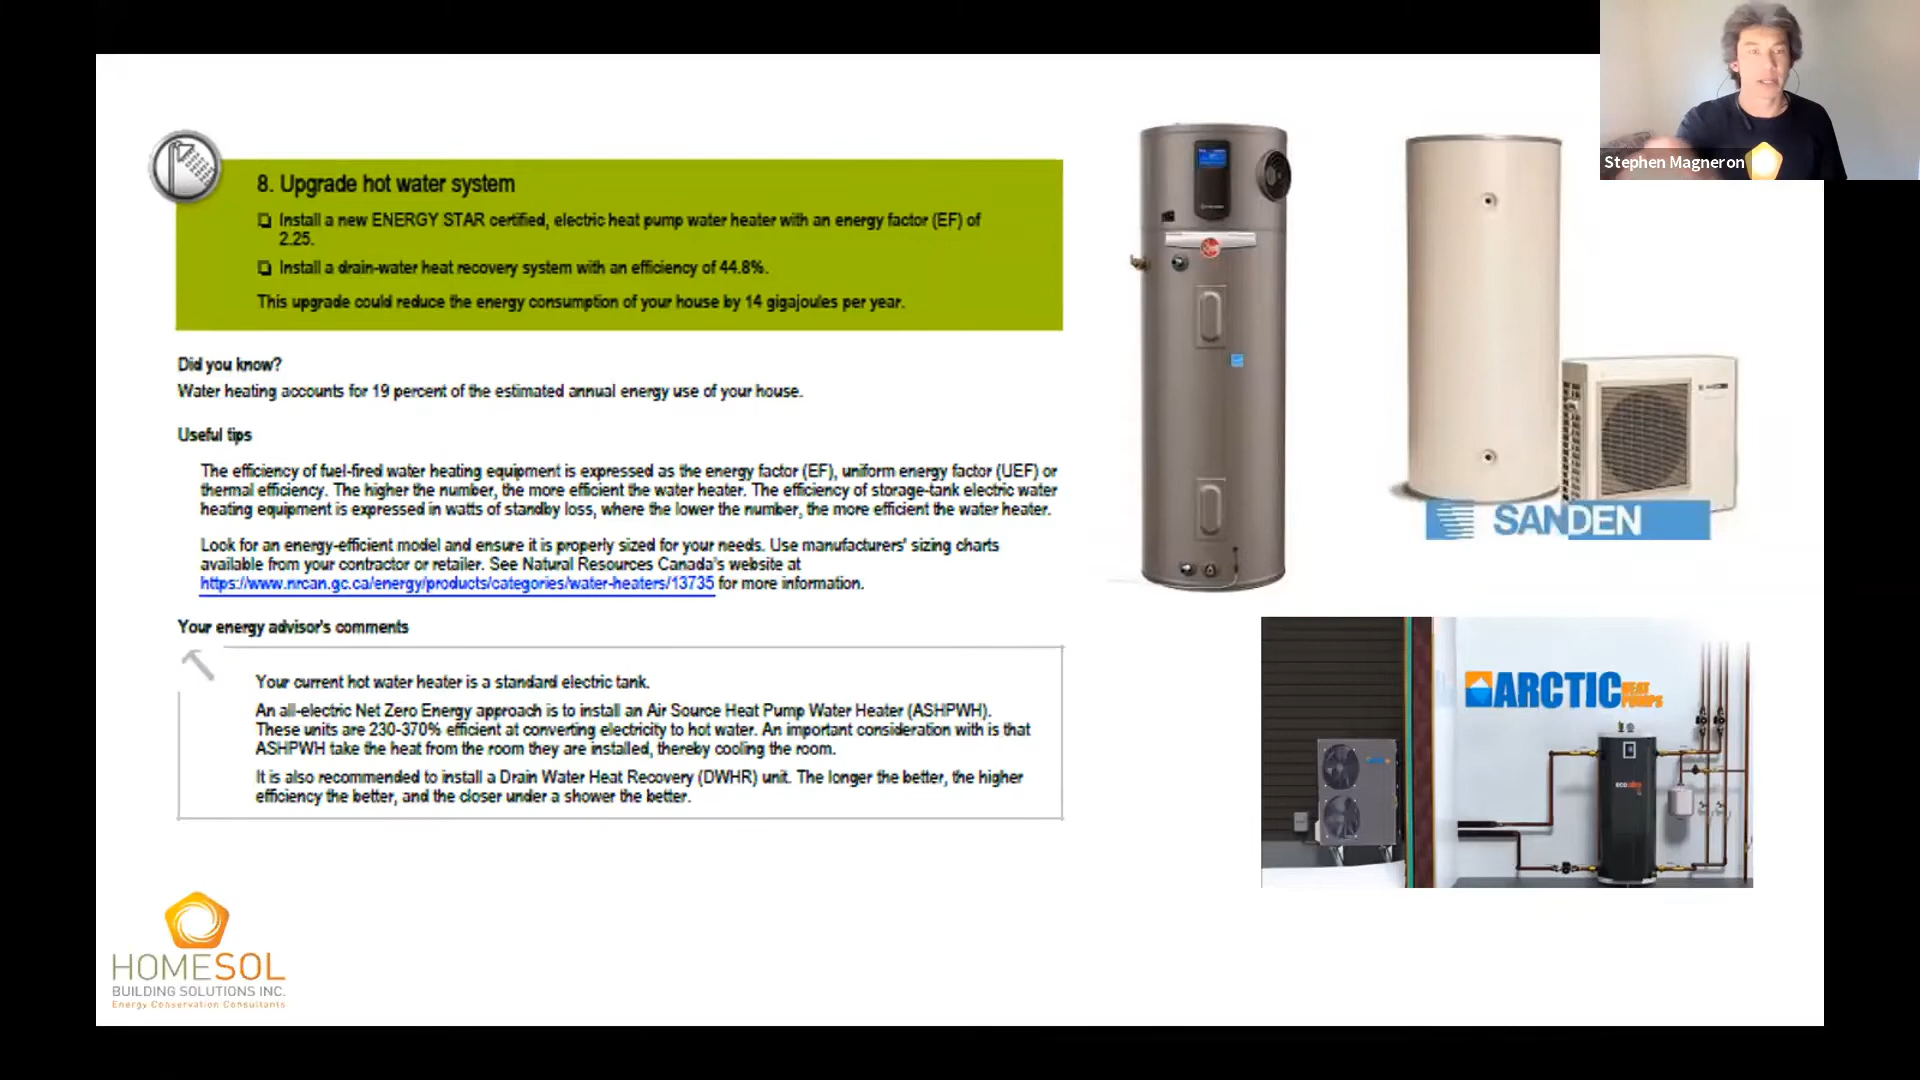 Stephen Magneron
8. Upgrade hot water system
Install a new ENERGY STAR certified, electric heat pump water heater with an energy factor (EF) of
2.25.
Install a drain-water heat recovery system with an efficiency of 44.8%.
This upgrade could reduce the energy consumption of your house by 14 gigajoules per year.
Did you know?
Water heating accounts for 19 percent of the estimated annual energy use of your house.
Useful tips
The efficiency of fuel-fired water heating equipment is expressed as the energy factor (EF), uniform energy factor (UEF) or
thermal efficiency. The higher the number, the more efficient the water heater. The efficiency of storage-tank electric water
heating equipment is expressed in watts of standby loss, where the lower the number, the more efficient the water heater.
Look for an energy-efficient model and ensure it is properly sized for your needs. Use manufacturers' sizing charts
available from your contractor or retailer. See Natural Resources Canada's website at
https://www.nrcan.gc.ca/energy/products/categories/water-heaters/13735 for more information.
Your energy advisor's comments
Your current hot water heater is a standard electric tank.
An all-electric Net Zero Energy approach is to install an Air Source Heat Pump Water Heater (ASHPWH).
These units are 230-370% efficient at converting electricity to hot water. An important consideration with is that
ASHPWH take the heat from the room they are installed, thereby cooling the room.
It is also recommended to install a Drain Water Heat Recovery (DWHR) unit. The longer the better, the higher
efficiency the better, and the closer under a shower the better.
SANDEN
ARCTIC HEAT PUMPS
HOMESOL
BUILDING SOLUTIONS INC.
Energy Conservation Consultants